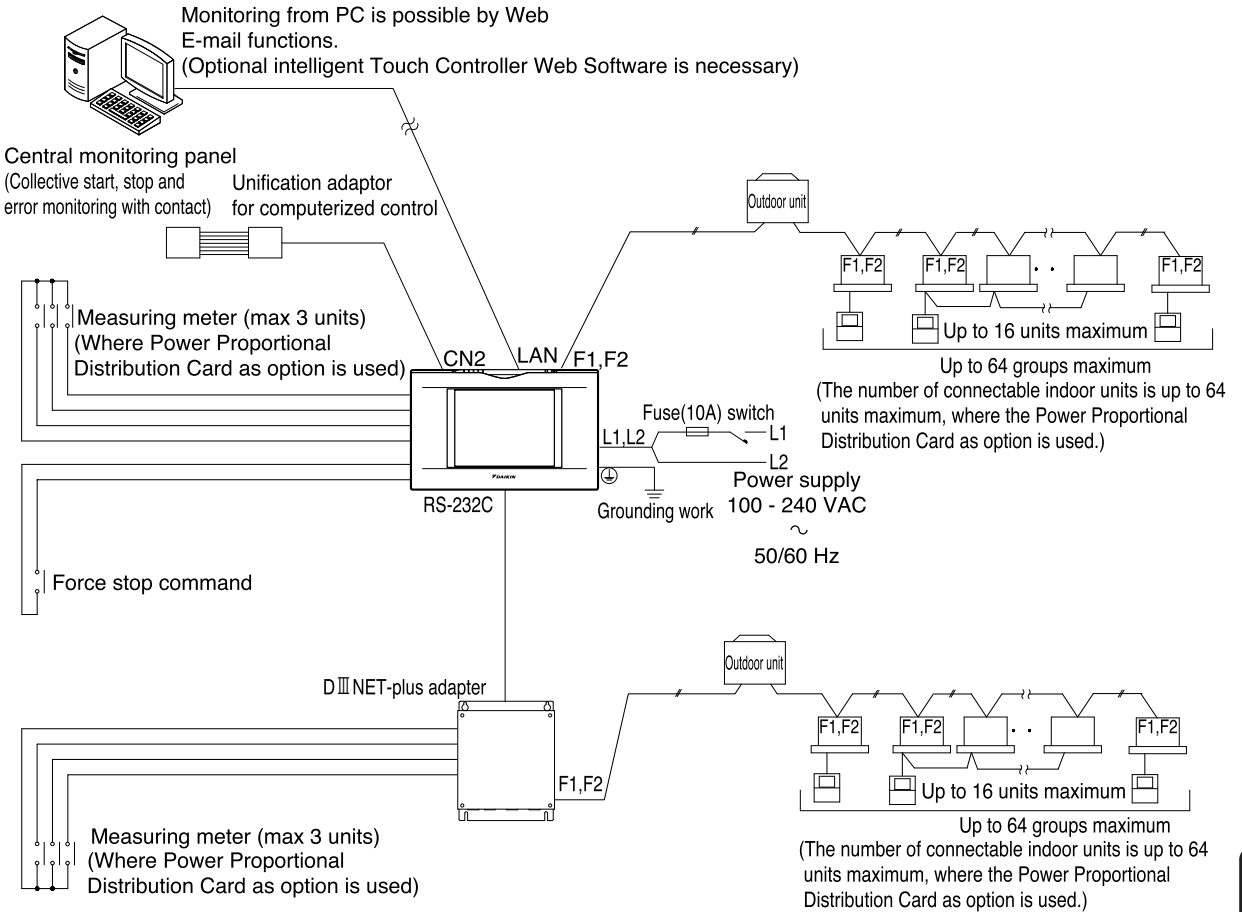 Monitoring from PC is possible by Web
E-mail functions.
(Optional intelligent Touch Controller Web Software is necessary)
Central monitoring panel
(Collective start, stop and
error monitoring with contact)
Unification adaptor
for computerized control
Outdoor unit
F1,F2
F1,F2
F1,F2
Measuring meter (max 3 units)
(Where Power Proportional
Distribution Card as option is used)
CN2
LAN
F1,F2
Up to 16 units maximum
Up to 64 groups maximum
(The number of connectable indoor units is up to 64
units maximum, where the Power Proportional
Distribution Card as option is used.)
Fuse(10A) switch
L1,L2
L1
L2
DAIKIN
RS-232C
Grounding work
Power supply
100 - 240 VAC
~
50/60 Hz
Force stop command
Outdoor unit
DⅢNET-plus adapter
F1,F2
F1,F2
F1,F2
F1,F2
Up to 16 units maximum
Up to 64 groups maximum
(The number of connectable indoor units is up to 64
units maximum, where the Power Proportional
Distribution Card as option is used.)
Measuring meter (max 3 units)
(Where Power Proportional
Distribution Card as option is used)